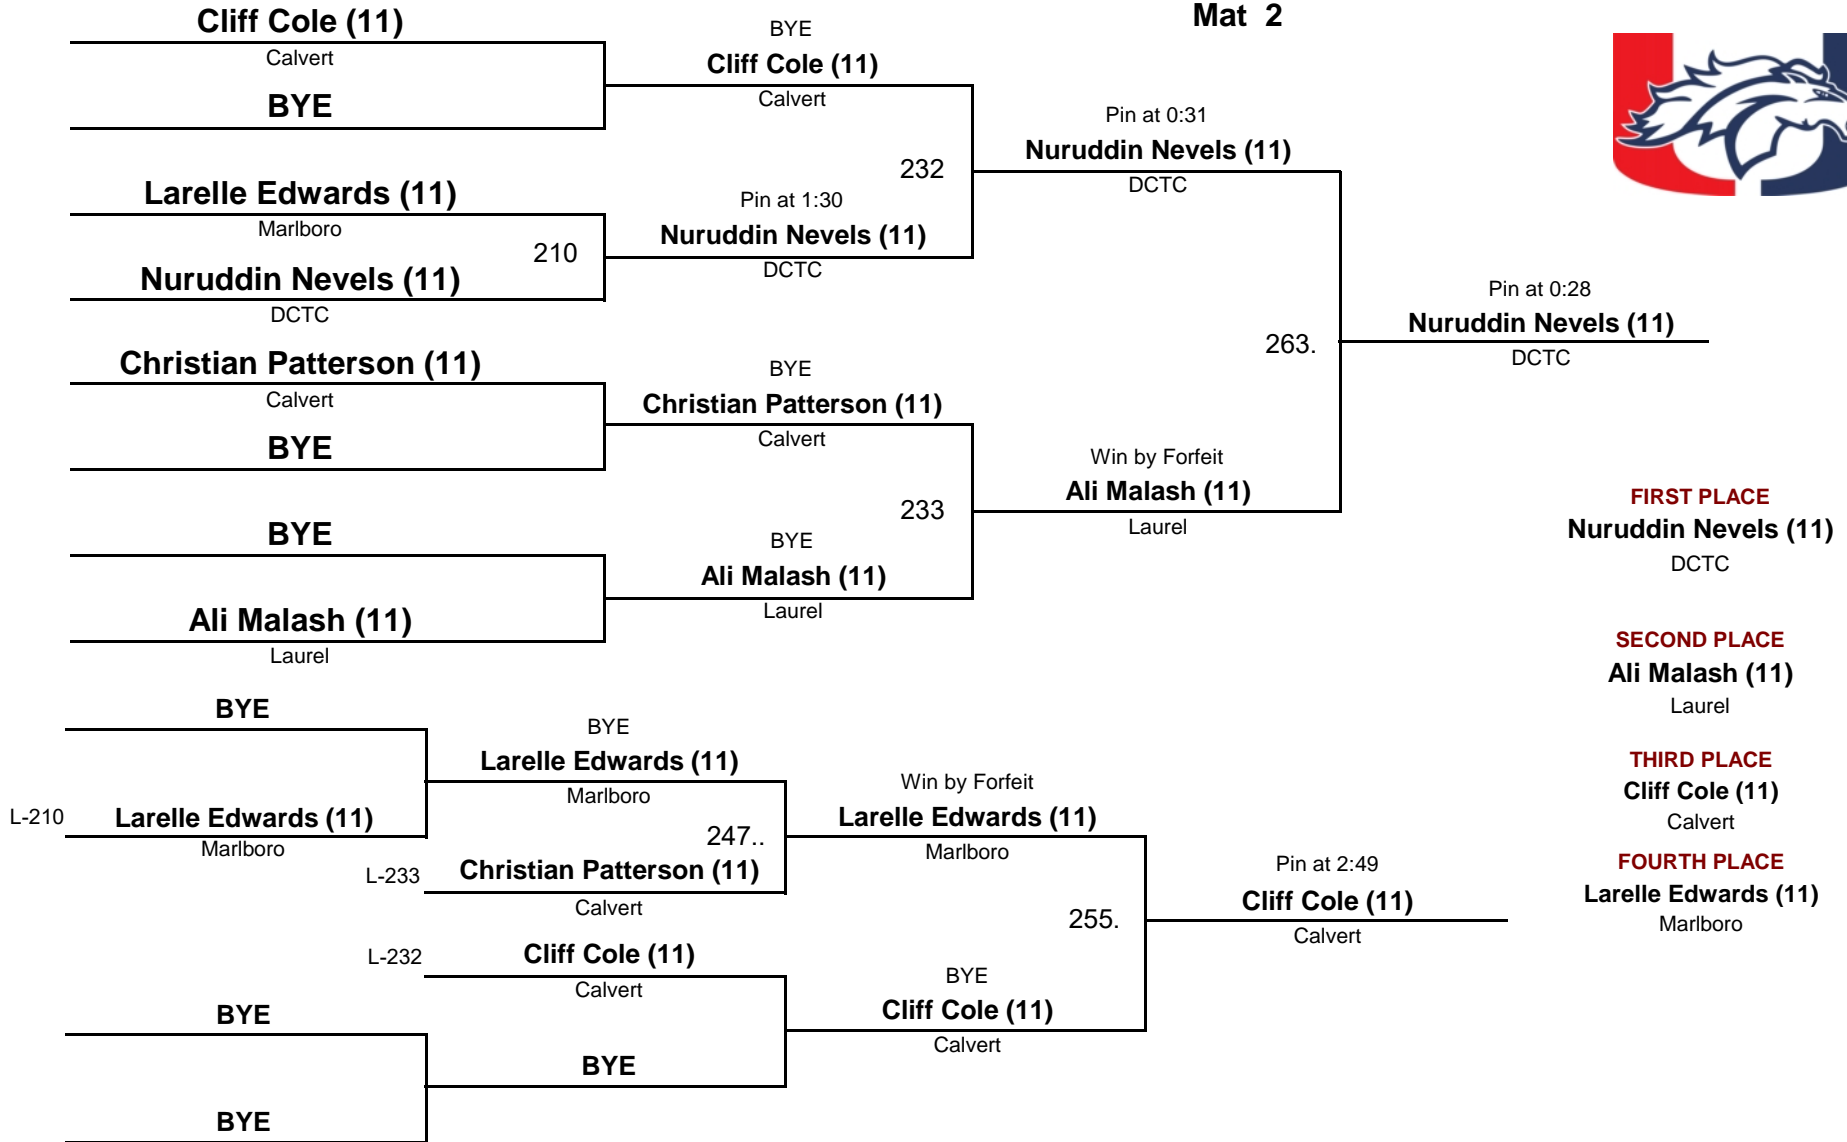 Mat 2
Cliff Cole (11)
Calvert
BYE
Larelle Edwards (11)
Marlboro
210
Nuruddin Nevels (11)
DCTC
Christian Patterson (11)
Calvert
BYE
BYE
Ali Malash (11)
Laurel
BYE
Cliff Cole (11)
Calvert
232
Pin at 1:30
Nuruddin Nevels (11)
DCTC
BYE
Christian Patterson (11)
Calvert
233
BYE
Ali Malash (11)
Laurel
Pin at 0:31
Nuruddin Nevels (11)
DCTC
263.
Win by Forfeit
Ali Malash (11)
Laurel
Pin at 0:28
Nuruddin Nevels (11)
DCTC
FIRST PLACE
Nuruddin Nevels (11)
DCTC
SECOND PLACE
Ali Malash (11)
Laurel
THIRD PLACE
Cliff Cole (11)
Calvert
FOURTH PLACE
Larelle Edwards (11)
Marlboro
BYE
L-210
Larelle Edwards (11)
Marlboro
BYE
BYE
BYE
Larelle Edwards (11)
Marlboro
247..
L-233
Christian Patterson (11)
Calvert
L-232
Cliff Cole (11)
Calvert
BYE
Win by Forfeit
Larelle Edwards (11)
Marlboro
255.
BYE
Cliff Cole (11)
Calvert
Pin at 2:49
Cliff Cole (11)
Calvert